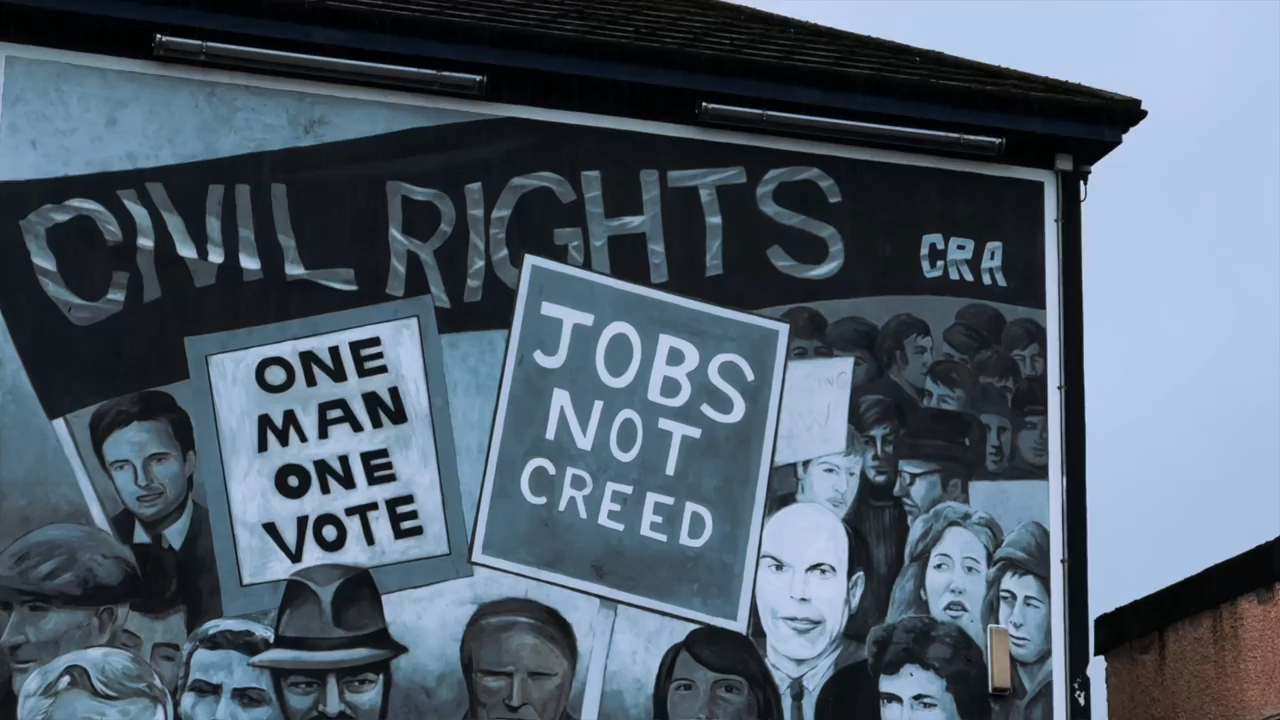 CIVIL RIGHTS
CRA
ONE
MAN
ONE
VOTE
JOBS
NOT
CREED